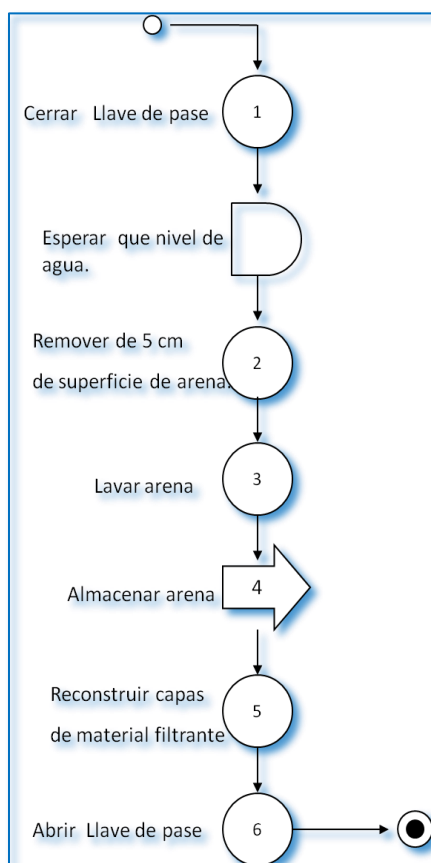 Cerrar Llave de pase
1
Esperar que nivel de
agua.
Remover de 5 cm
2
de superficie de arena.
3
Lavar arena
4
Almacenar arena
Reconstruir capas
5
de material filtrante
Abrir Llave de pase
6